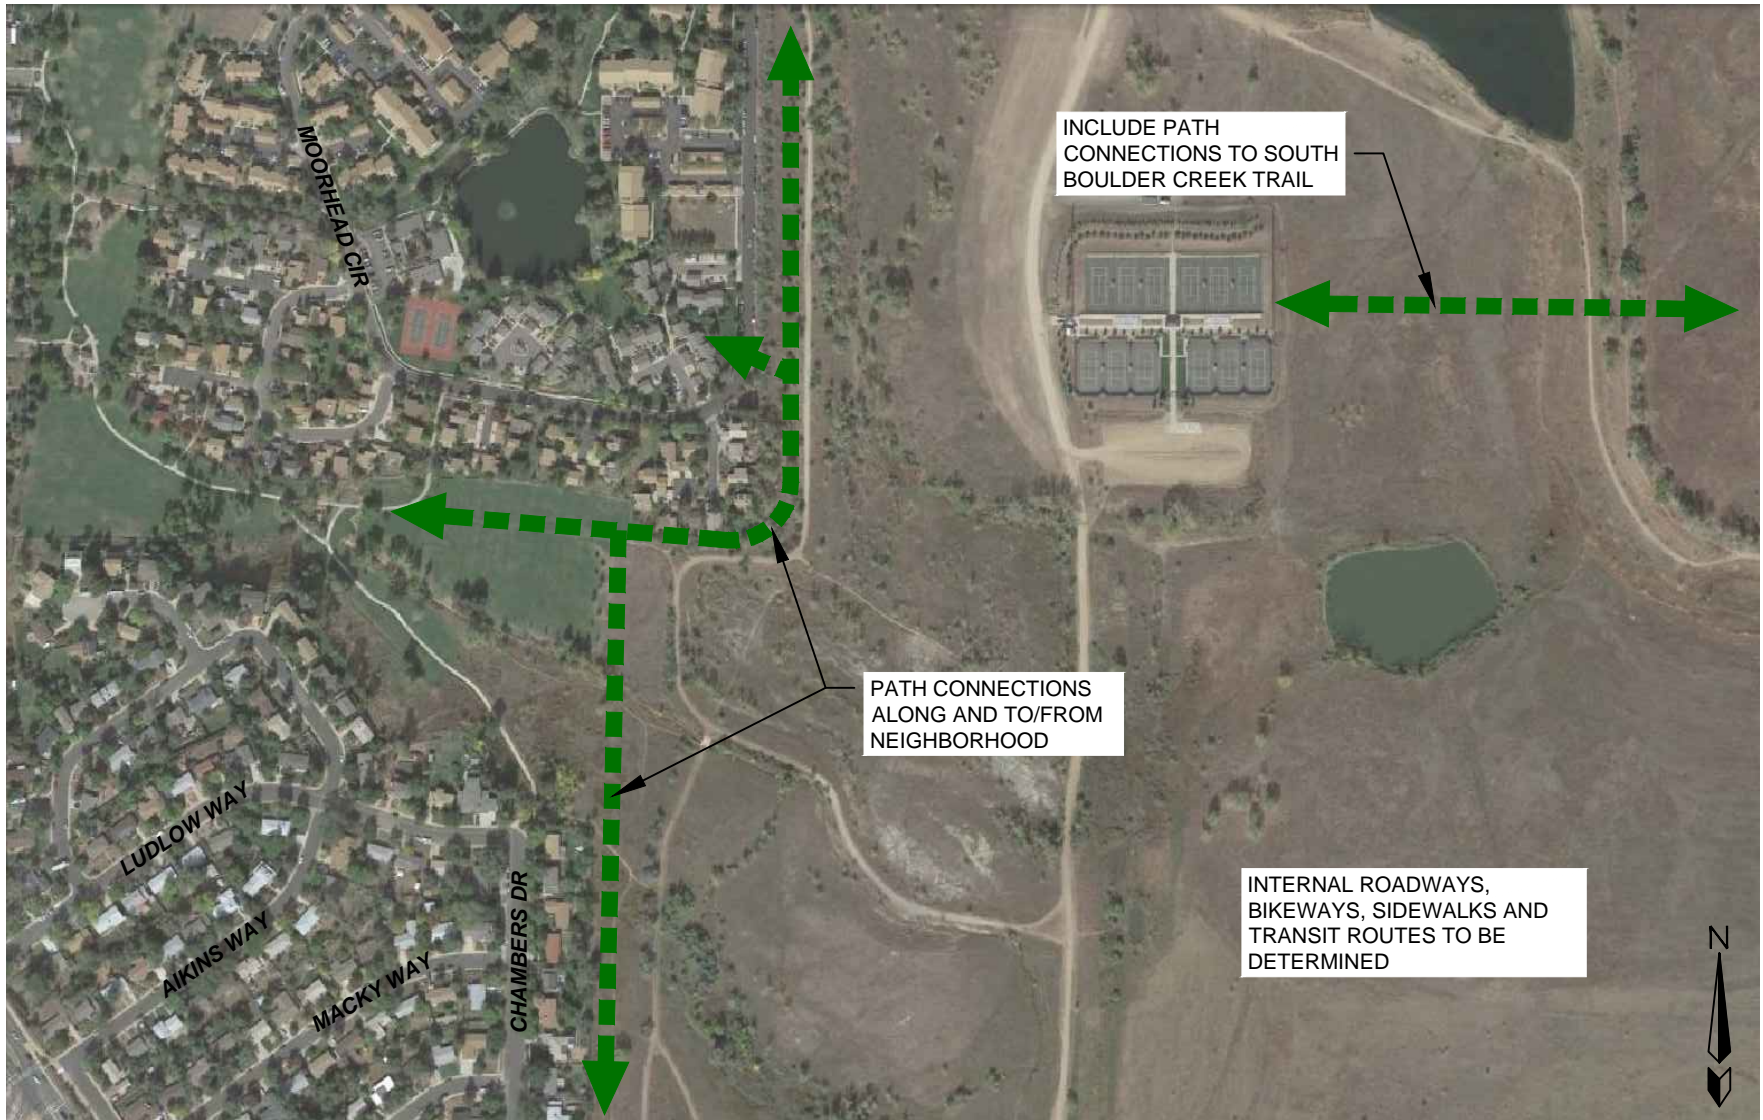 INCLUDE PATH
CONNECTIONS TO SOUTH
BOULDER CREEK TRAIL
MOORHEAD CIR
PATH CONNECTIONS
ALONG AND TO/FROM
NEIGHBORHOOD
LUDLOW WAY
AIKINS WAY
MACKY WAY
CHAMBERS DR
INTERNAL ROADWAYS,
BIKEWAYS, SIDEWALKS AND
TRANSIT ROUTES TO BE
DETERMINED
N